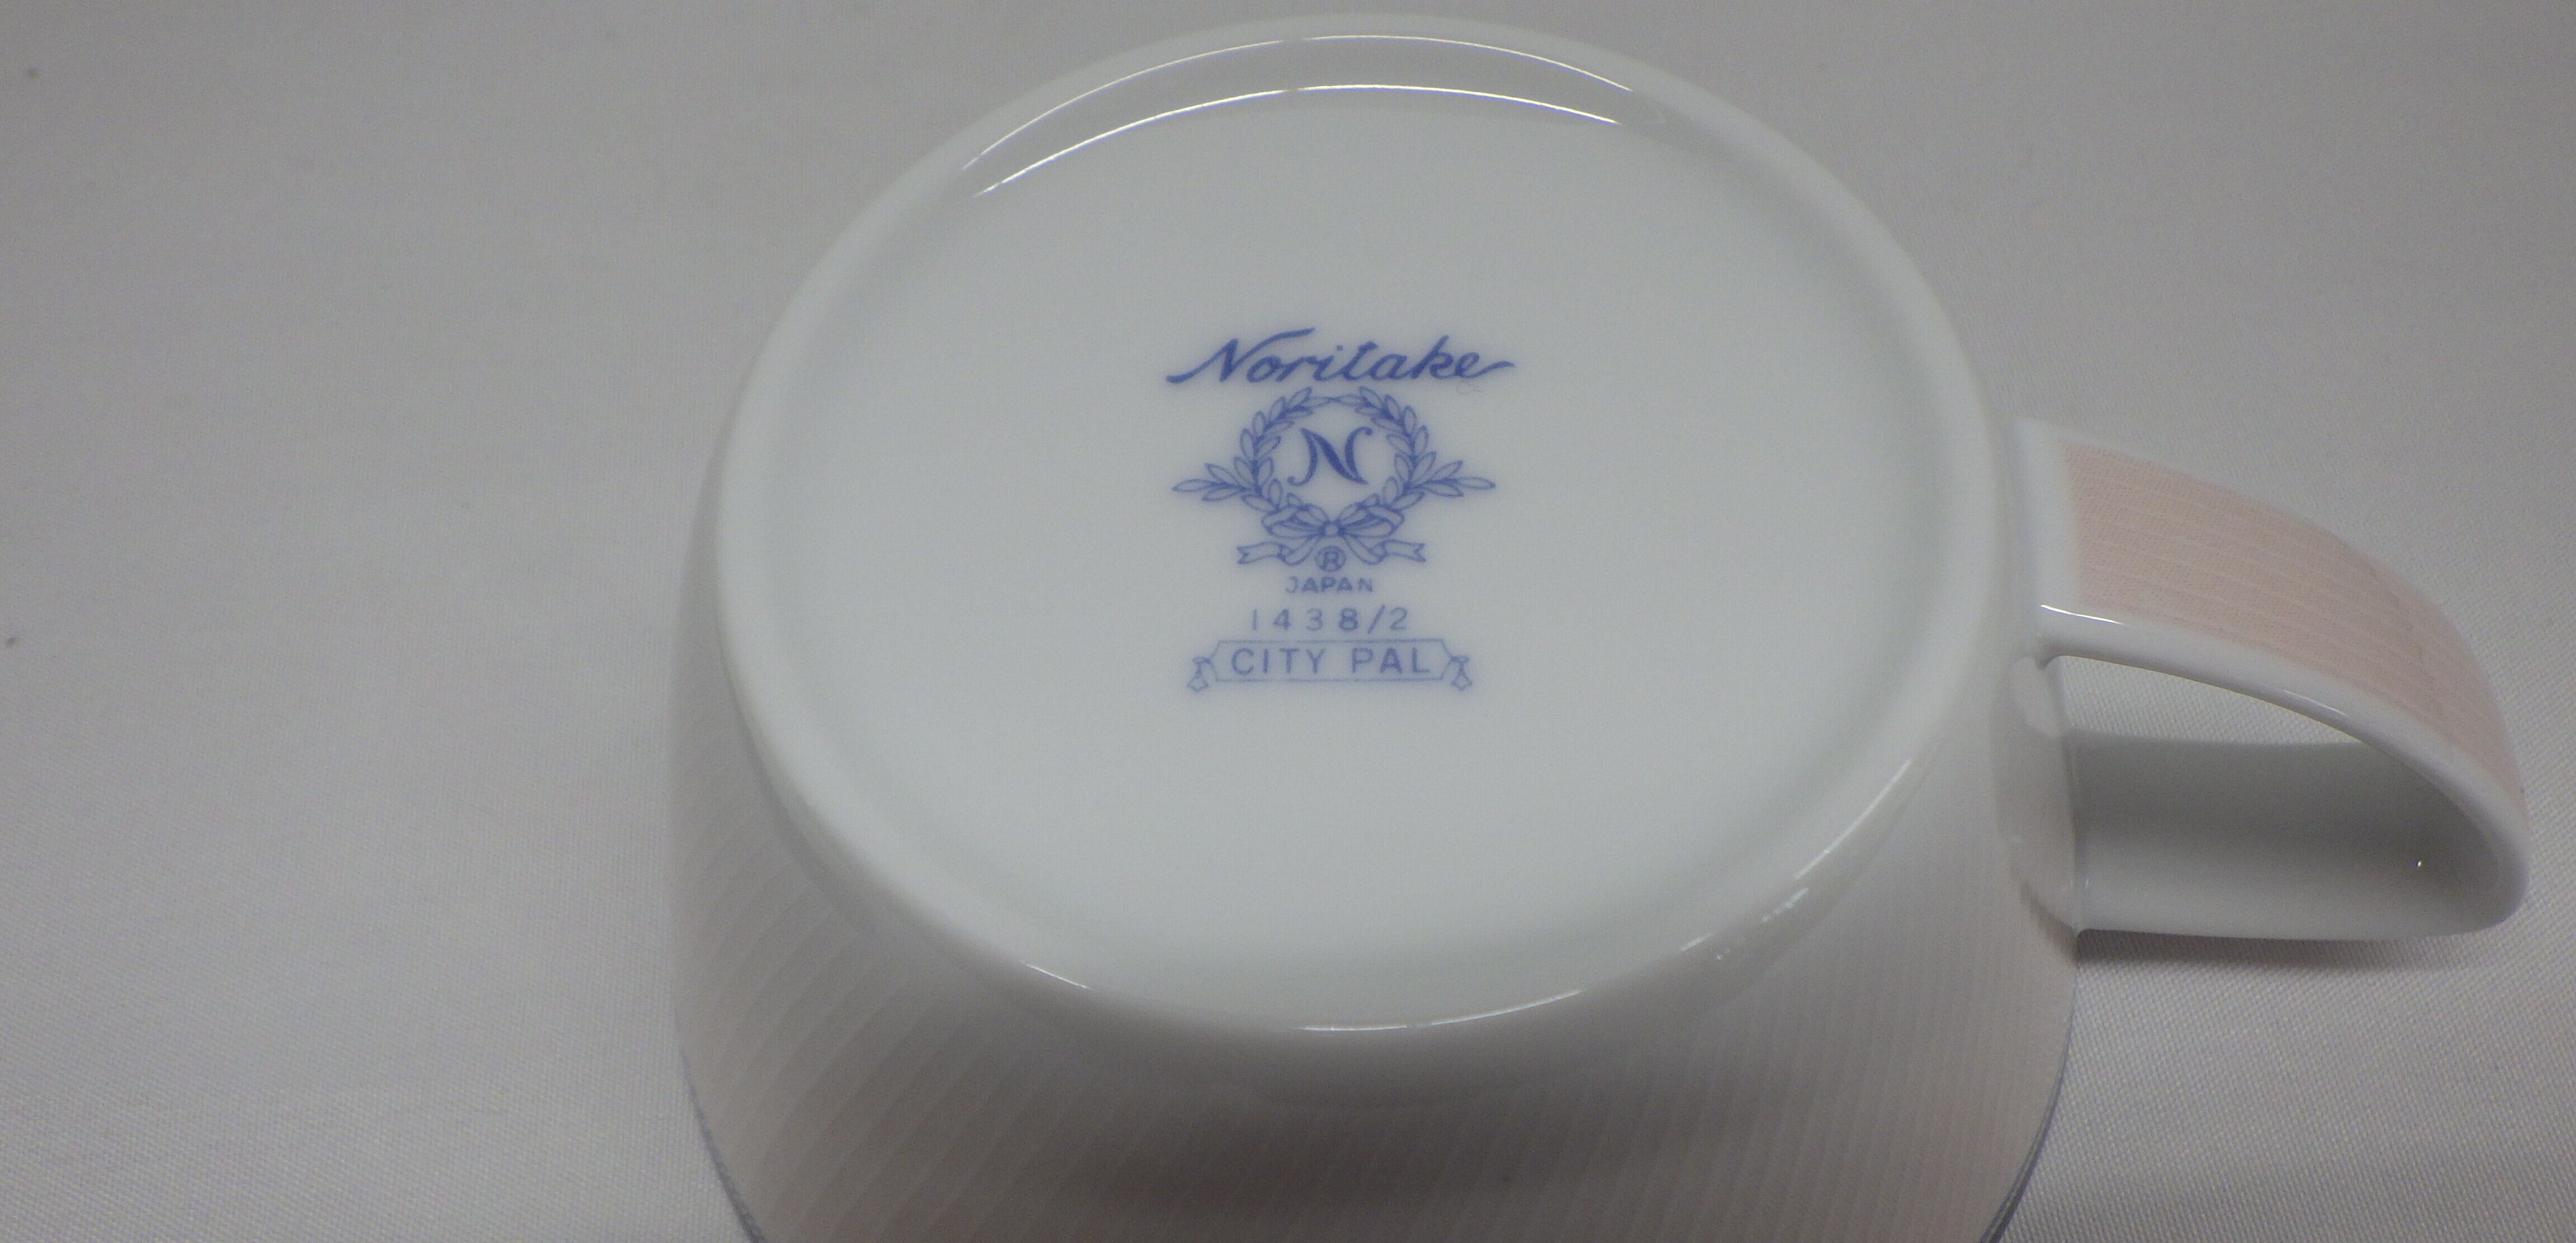 Noritake
N
®
JAPAN
1438/2
CITY PAL